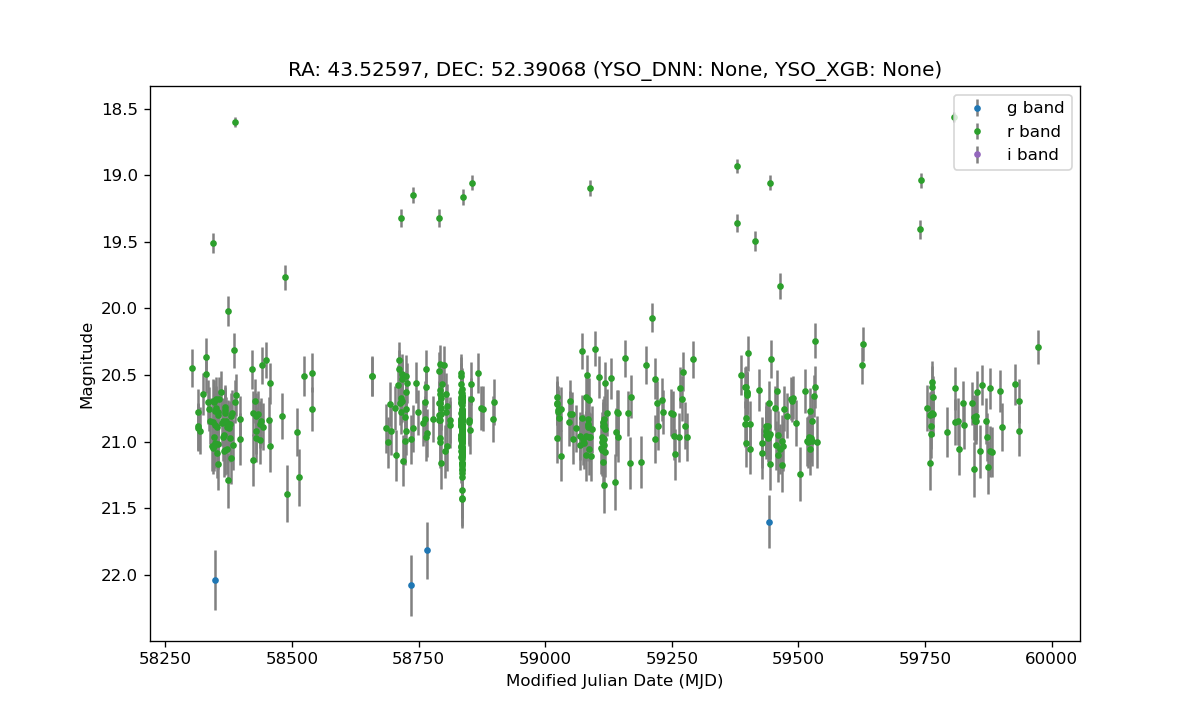 RA: 43.52597, DEC: 52.39068 (YSO_DNN: None, YSO_XGB: None)
g band
r band
i band
18.5
19.0
19.5
20.0
20.5
21.0
21.5
22.0
Magnitude
58250 58500 58750 59000 59250 59500 59750 60000
Modified Julian Date (MJD)